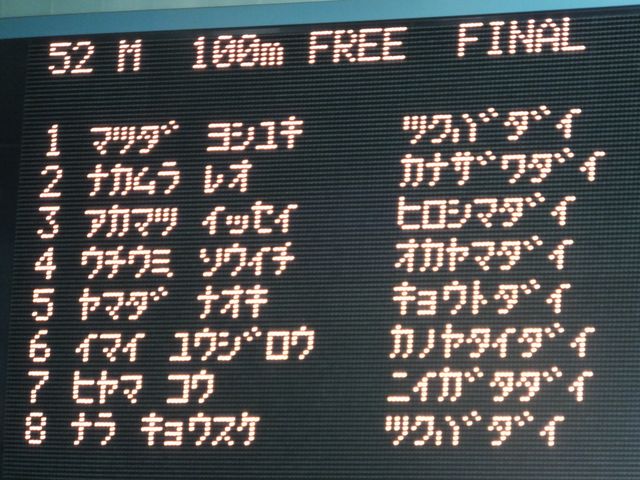 52 M 100m FREE FINAL
1 マツダ ヨシユキ ツクバダイ
2 ナカムラ レオ カナザワダイ
3 アカマツ イッセイ ヒロシマダイ
4 ウチウミ ソウイチ オカヤマダイ
5 ヤマダ ナオキ キョウトダイ
6 イマイ ユウジロウ カノヤタイダイ
7 ヒヤマ コウ ニイガタダイ
8 ナラ キョウスケ ツクバダイ